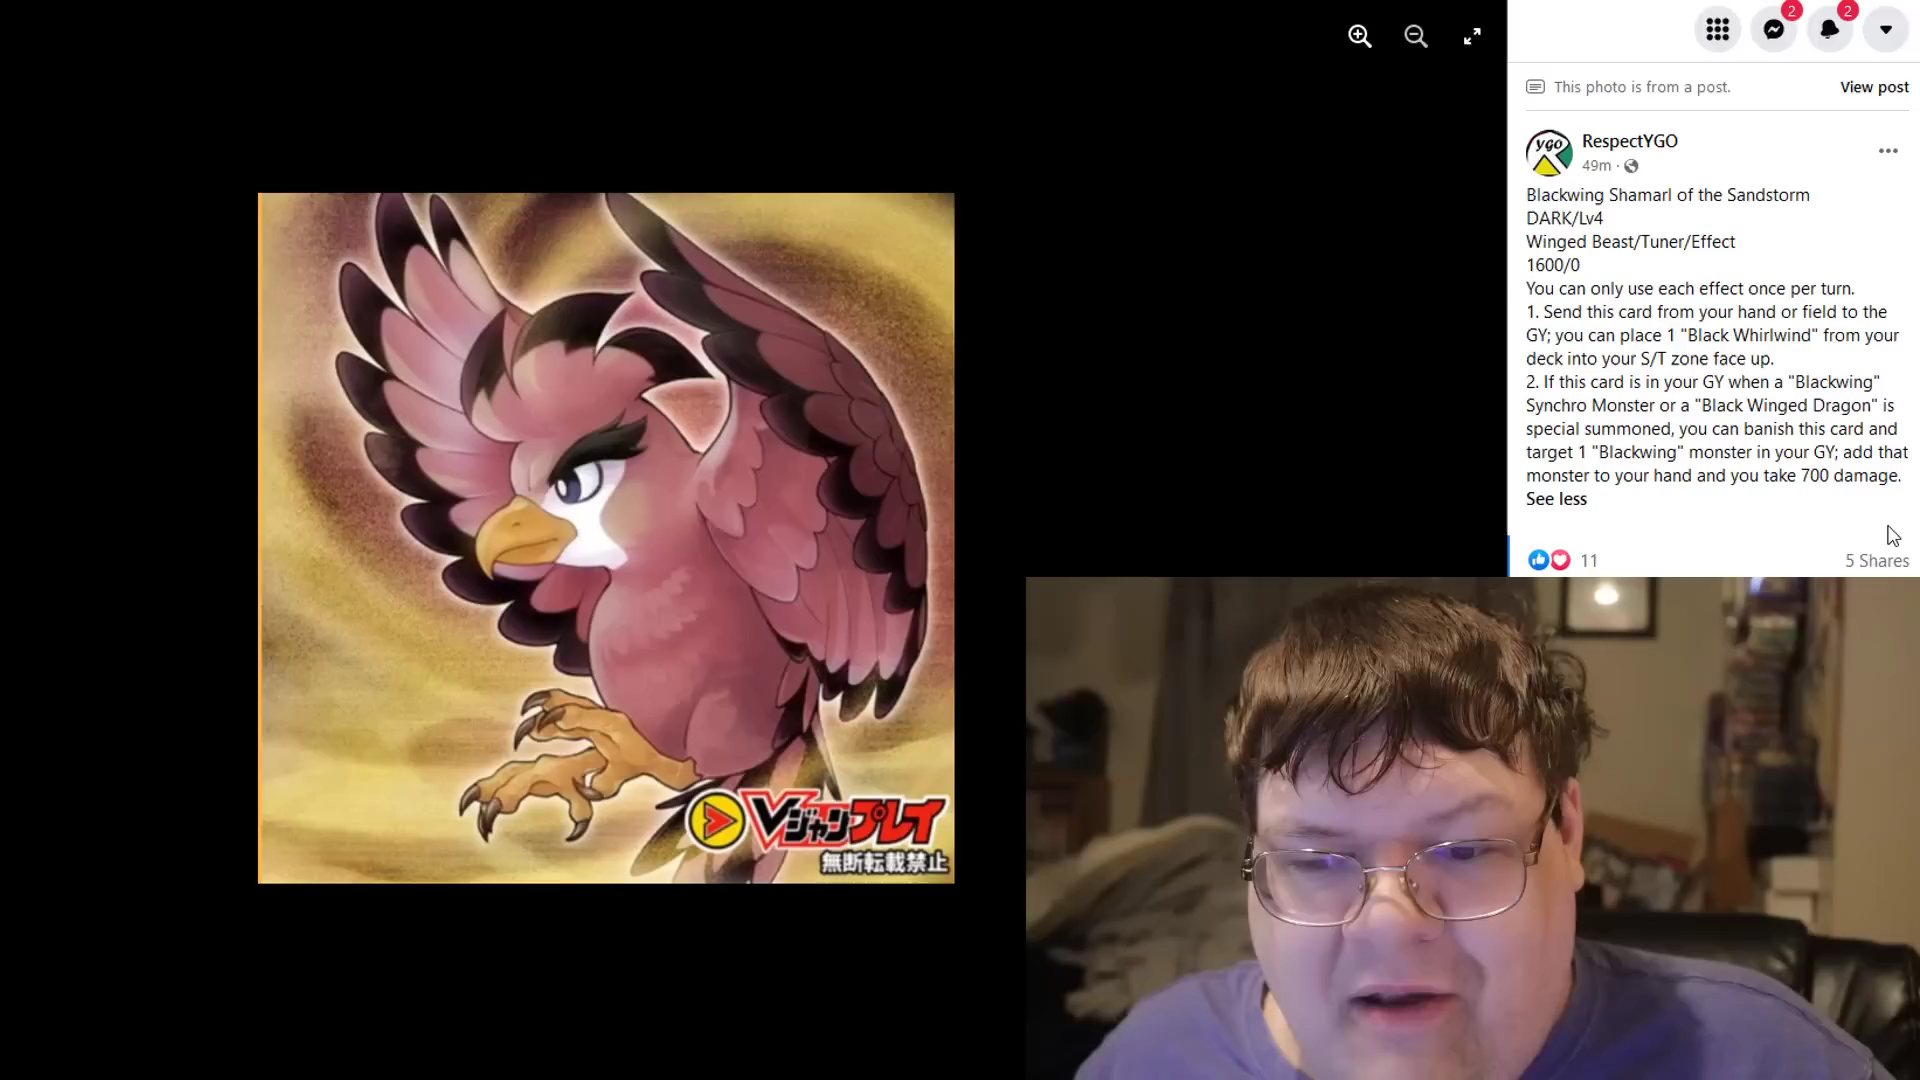 2
2
This photo is from a post.
View post
YGO
RespectYGO
49m ·
Blackwing Shamarl of the Sandstorm
DARK/Lv4
Winged Beast/Tuner/Effect
1600/0
You can only use each effect once per turn.
1. Send this card from your hand or field to the
GY; you can place 1 "Black Whirlwind" from your
deck into your S/T zone face up.
2. If this card is in your GY when a "Blackwing"
Synchro Monster or a "Black Winged Dragon" is
special summoned, you can banish this card and
target 1 "Blackwing" monster in your GY; add that
monster to your hand and you take 700 damage.
See less
11
5 Shares
Vジャンプレイ
無断転載禁止